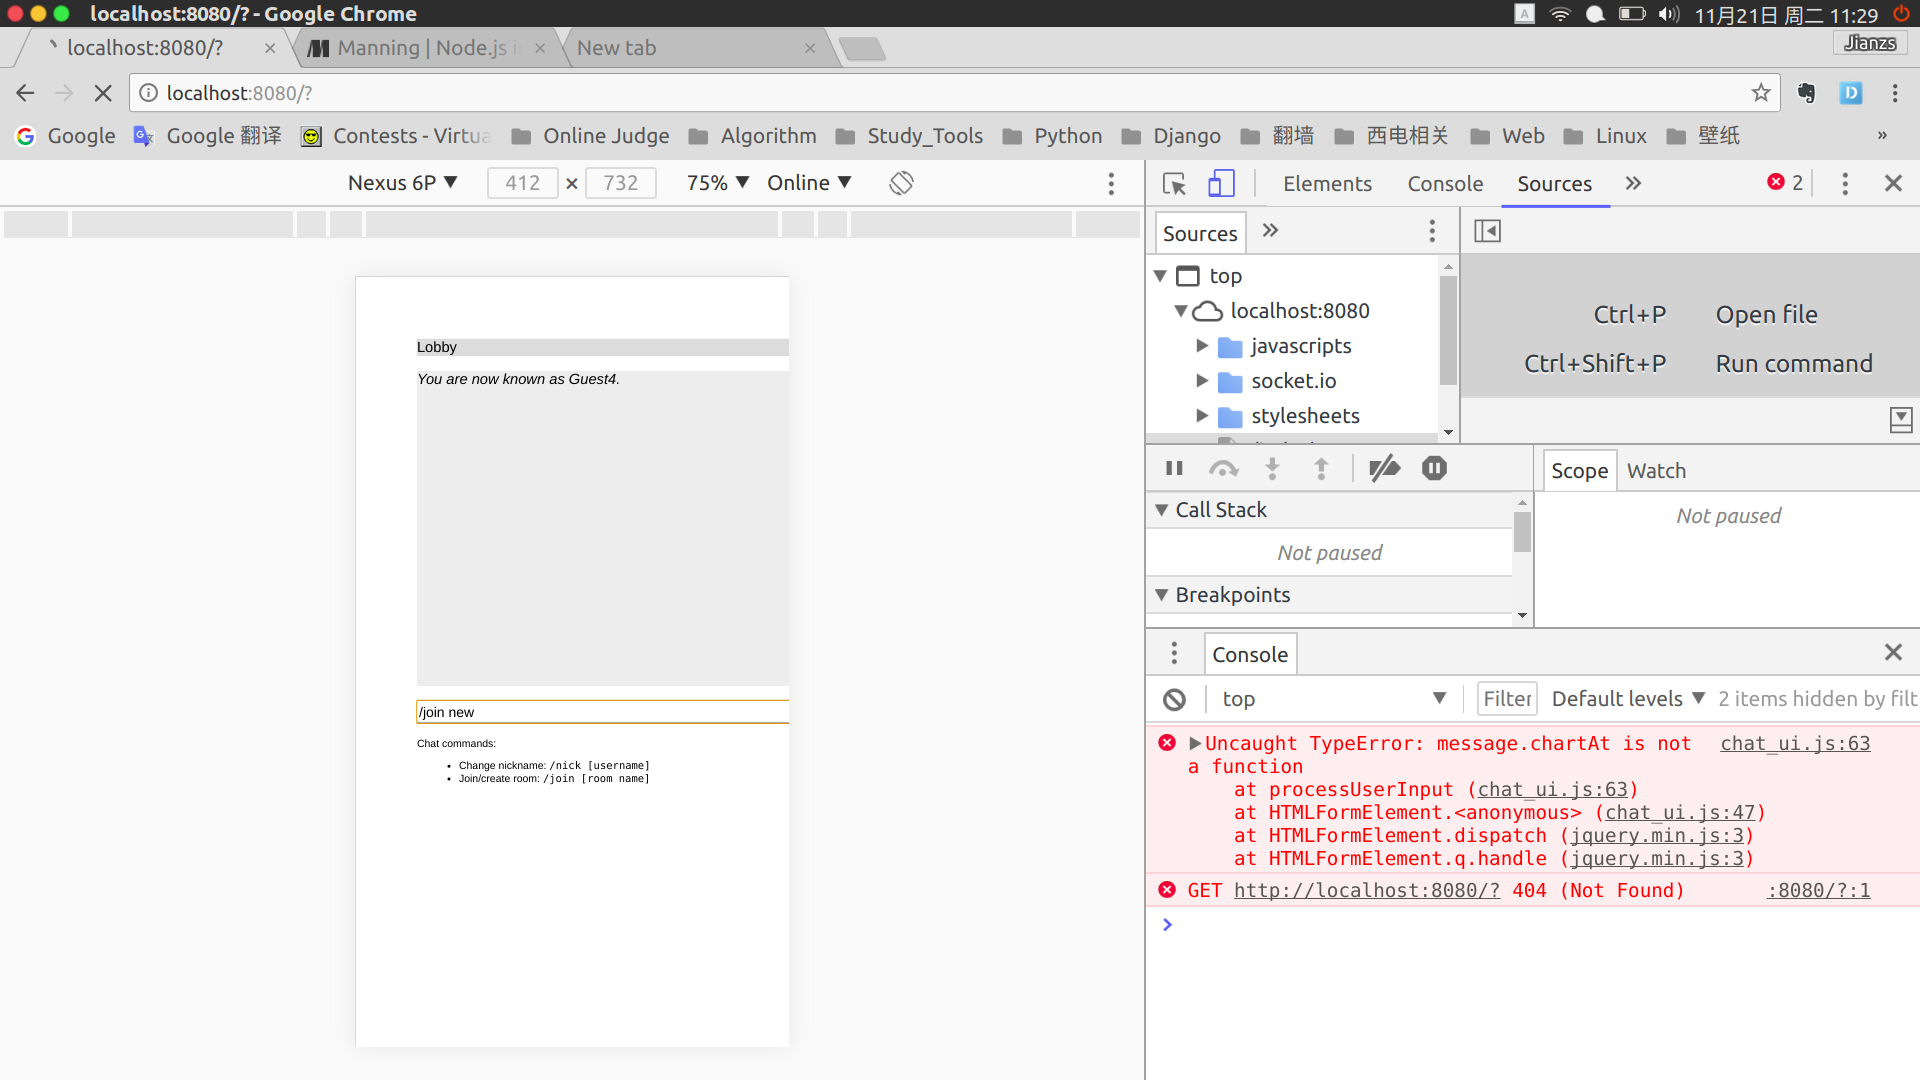 localhost:8080/? - Google Chrome
A
11月21日 周二 11:29
localhost:8080/?
Manning | Node.js i
New tab
Jianzs
localhost:8080/?
D
Google
Google 翻译
Contests - Virtua
Online Judge
Algorithm
Study_Tools
Python
Django
翻墙
西电相关
Web
Linux
壁纸
»
Nexus 6P ▼
412 × 732
75% ▼
Online ▼
Elements
Console
Sources
»
2
Sources
»
top
localhost:8080
javascripts
socket.io
stylesheets
Ctrl+P Open file
Ctrl+Shift+P Run command
Scope
Watch
Call Stack
Not paused
Not paused
Breakpoints
Lobby
You are now known as Guest4.
/join new
Chat commands:
• Change nickname: /nick [username]
• Join/create room: /join [room name]
Console
top
Filter
Default levels ▼
2 items hidden by filt
Uncaught TypeError: message.chartAt is not chat_ui.js:63
a function
at processUserInput (chat_ui.js:63)
at HTMLFormElement.<anonymous> (chat_ui.js:47)
at HTMLFormElement.dispatch (jquery.min.js:3)
at HTMLFormElement.q.handle (jquery.min.js:3)
GET http://localhost:8080/? 404 (Not Found) :8080/?:1
>